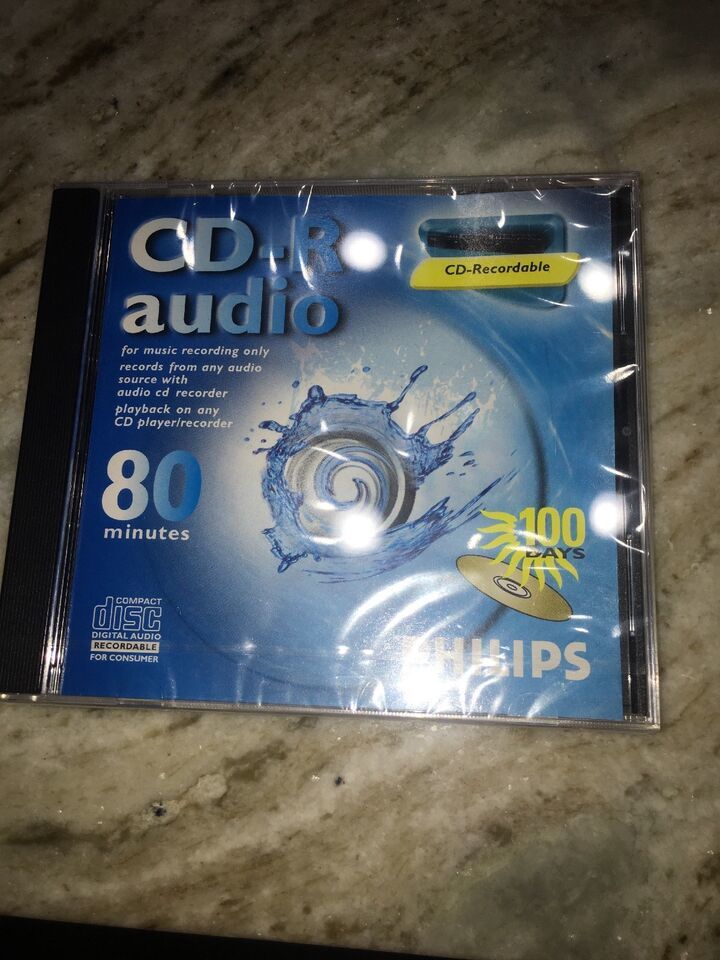 CD-R
audio
CD-Recordable
for music recording only
records from any audio
source with
audio cd recorder
playback on any
CD player/recorder
80
minutes
100
DAYS
COMPACT
disc
DIGITAL AUDIO
RECORDABLE
FOR CONSUMER
PHILIPS